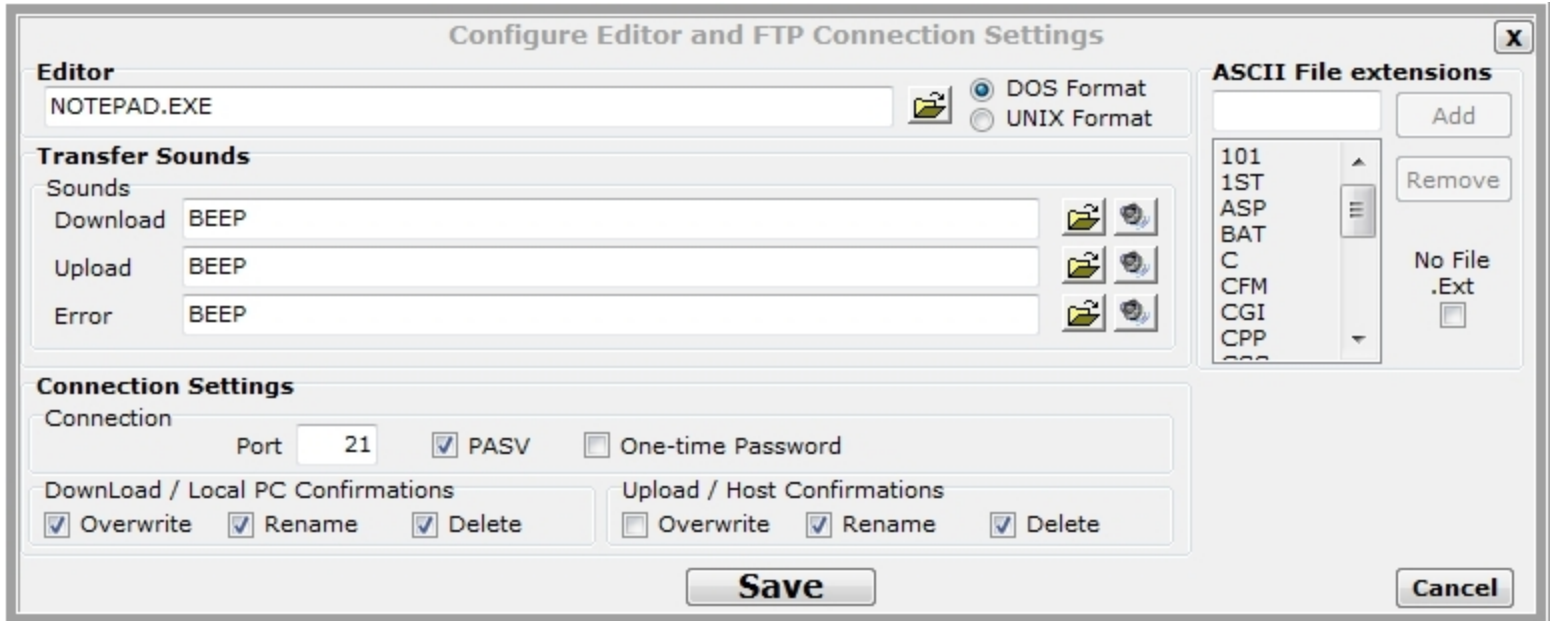 Configure Editor and FTP Connection Settings
X
Editor
NOTEPAD.EXE
DOS Format
UNIX Format
ASCII File extensions
Add
101
1ST
ASP
BAT
C
CFM
CGI
CPP
Remove
No File
.Ext
Transfer Sounds
Sounds
Download BEEP
Upload BEEP
Error BEEP
Connection Settings
Connection
Port 21 PASV One-time Password
DownLoad / Local PC Confirmations
Overwrite Rename Delete
Upload / Host Confirmations
Overwrite Rename Delete
Save
Cancel